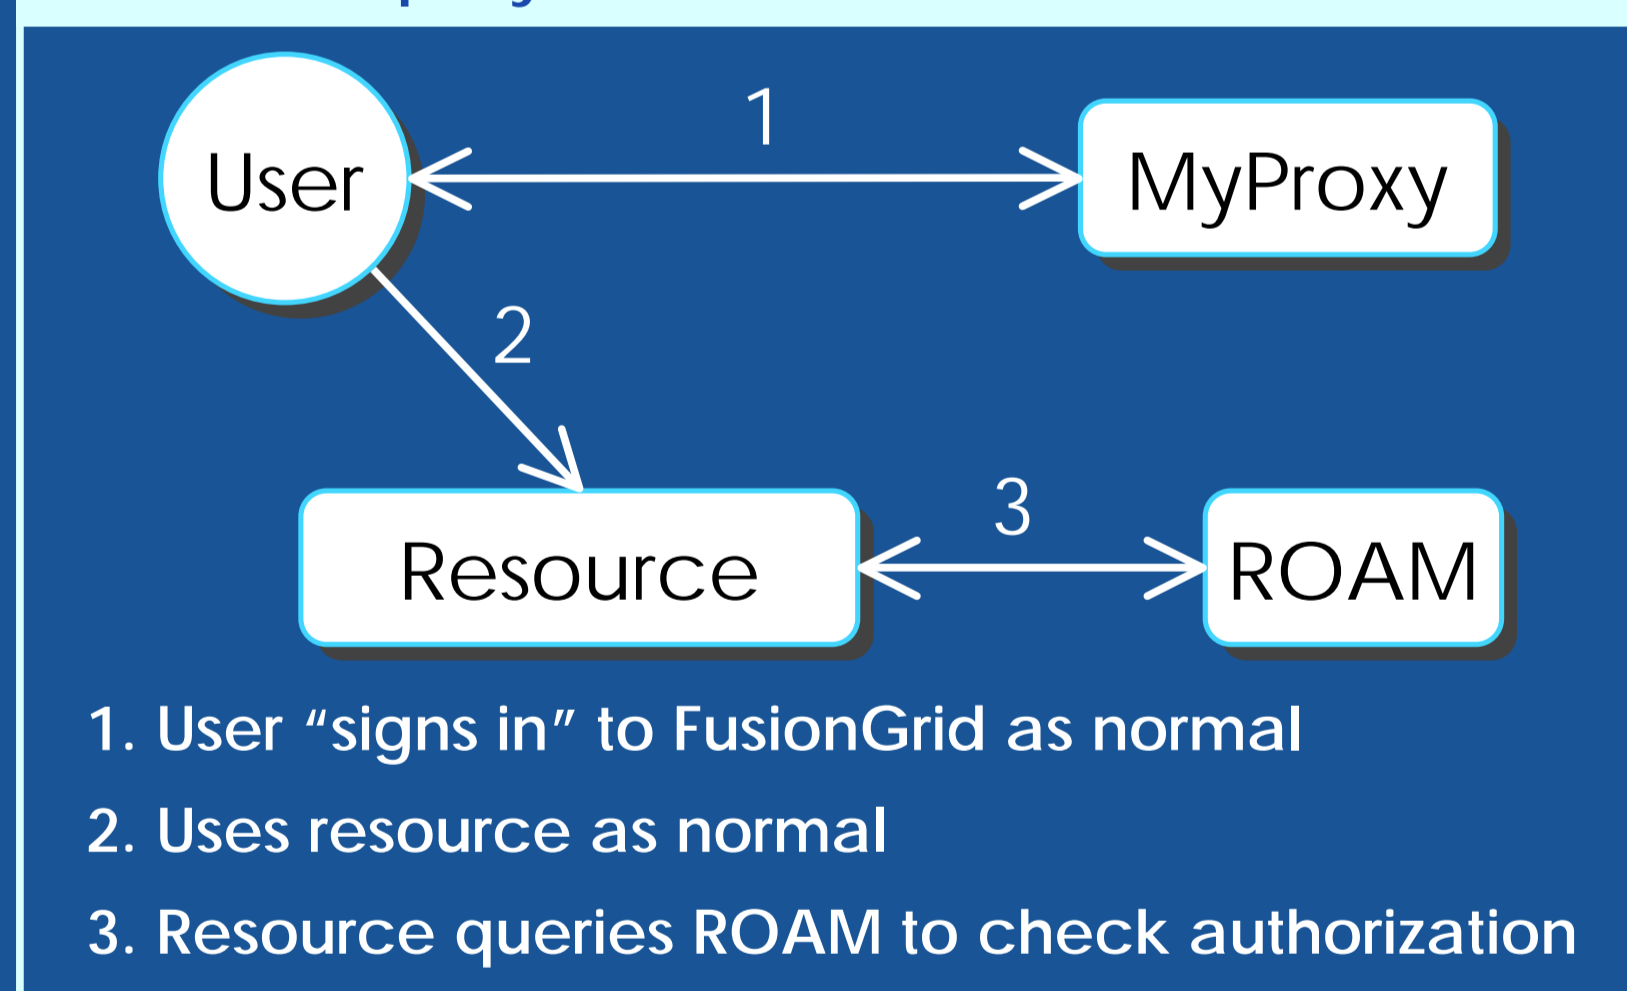 1
User
MyProxy
2
3
Resource
ROAM
1. User “signs in” to FusionGrid as normal
2. Uses resource as normal
3. Resource queries ROAM to check authorization